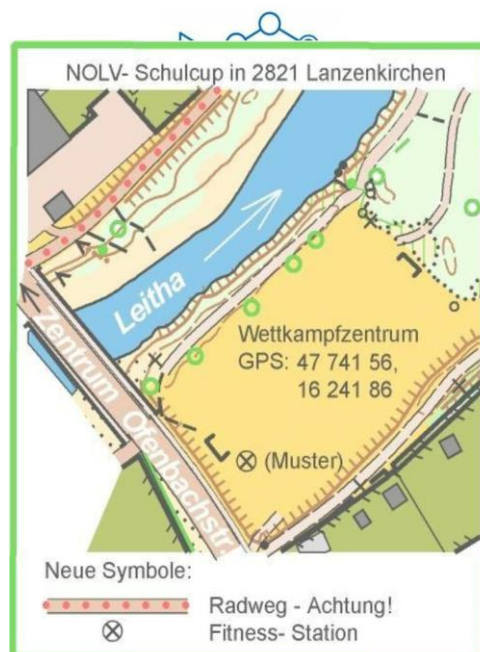 NOLV- Schulcup in 2821 Lanzenkirchen
Leitha
Wettkampfzentrum
GPS: 47 741 56,
16 241 86
Zentrum Ofenbachstr.
(Muster)
Neue Symbole:
Radweg - Achtung!
Fitness- Station